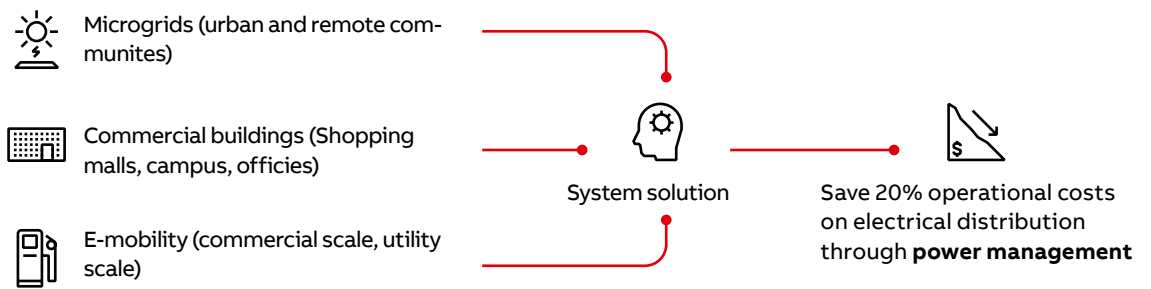 Microgrids (urban and remote com-
munites)
Commercial buildings (Shopping
malls, campus, officies)
E-mobility (commercial scale, utility
scale)
System solution
$
Save 20% operational costs
on electrical distribution
through power management